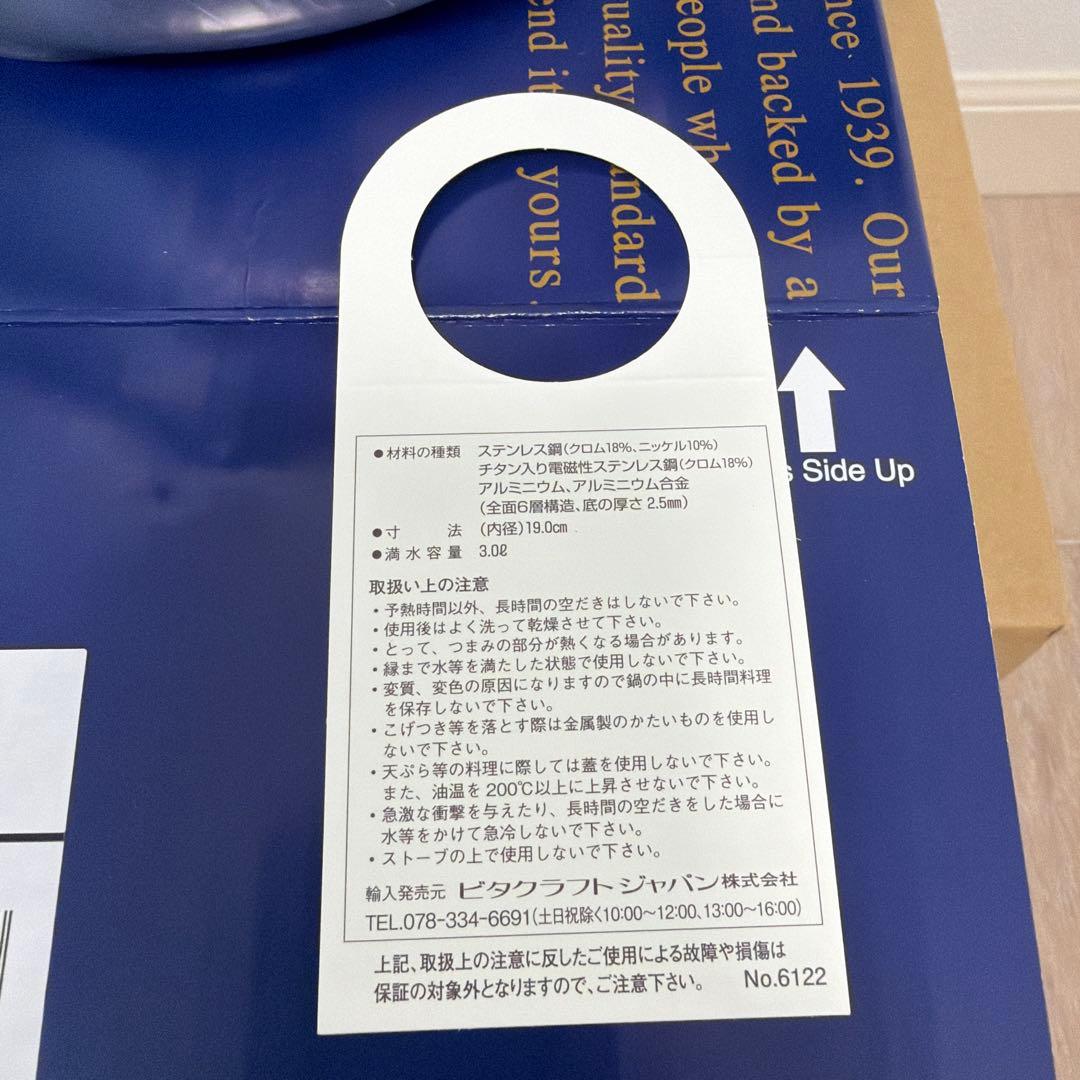 nce 1939. Our
nd backed by a
eople wh
uality
ndard
end it
yours.
Side Up
●材料の種類 ステンレス鋼(クロム18%、ニッケル10%)
チタン入り電磁性ステンレス鋼(クロム18%)
アルミニウム、アルミニウム合金
(全面6層構造、底の厚さ 2.5㎜)
●寸 法 (内径)19.0㎝
●満水容量 3.0ℓ
取扱い上の注意
・予熱時間以外、長時間の空だきはしないで下さい。
・使用後はよく洗って乾燥させて下さい。
・とって、つまみの部分が熱くなる場合があります。
・縁まで水等を満たした状態で使用しないで下さい。
・変質、変色の原因になりますので鍋の中に長時間料理
を保存しないで下さい。
・こげつき等を落とす際は金属製のかたいものを使用し
ないで下さい。
・天ぷら等の料理に際しては蓋を使用しないで下さい。
また、油温を200℃以上に上昇させないで下さい。
・急激な衝撃を与えたり、長時間の空だきをした場合に
水等をかけて急冷しないで下さい。
・ストーブの上で使用しないで下さい。
輸入発売元 ビタクラフトジャパン株式会社
TEL.078-334-6691(土日祝除く10:00〜12:00、13:00〜16:00)
上記、取扱上の注意に反したご使用による故障や損傷は
保証の対象外となりますので、ご注意下さい。 No.6122